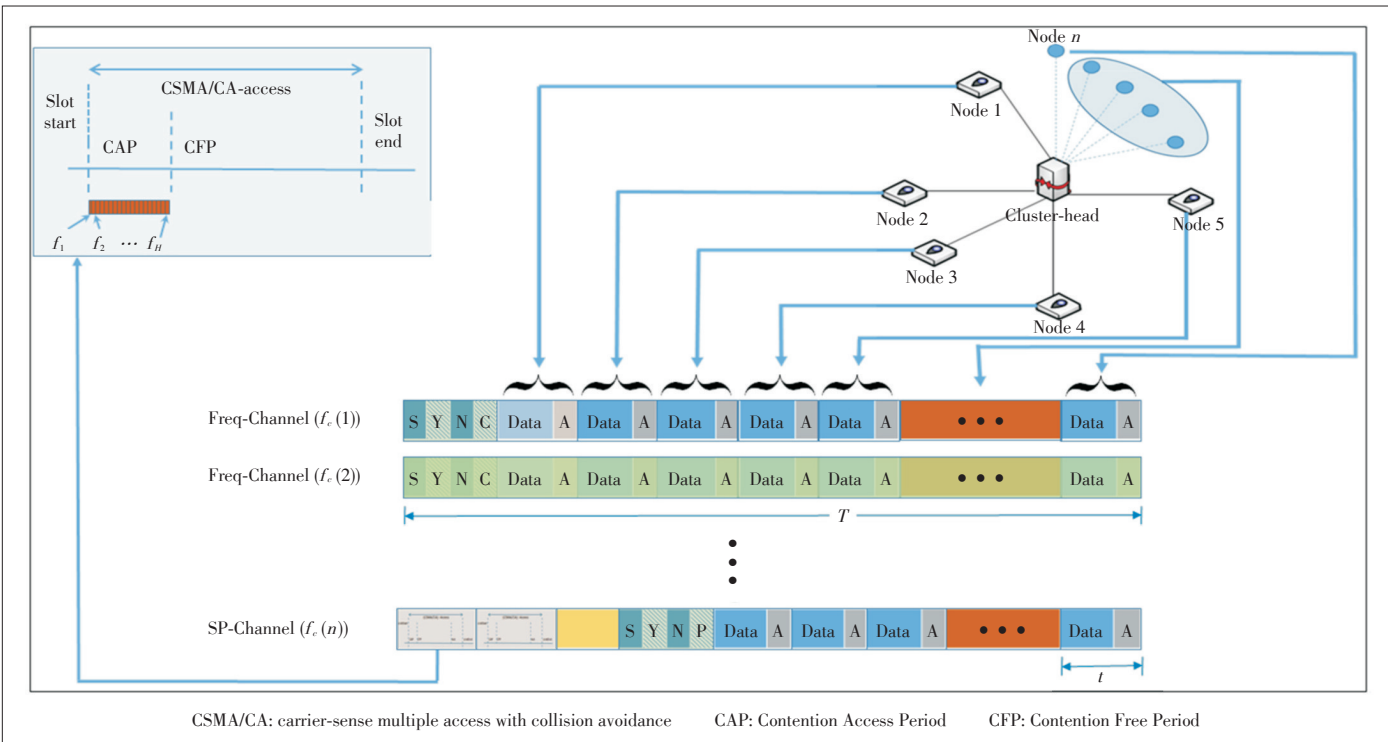 Node n
CSMA/CA-access
Slot
start
Slot
end
CAP
CFP
f1 f2 … fH
Node 1
Node 2
Cluster-head
Node 5
Node 3
Node 4
Freq-Channel (fc(1))
S Y N C Data A Data A Data A Data A Data A • • • Data A
Freq-Channel (fc(2))
S Y N C Data A Data A Data A Data A Data A • • • Data A
T
SP-Channel (fc(n))
S Y N P Data A Data A Data A • • • Data A
t
CSMA/CA: carrier-sense multiple access with collision avoidance CAP: Contention Access Period CFP: Contention Free Period